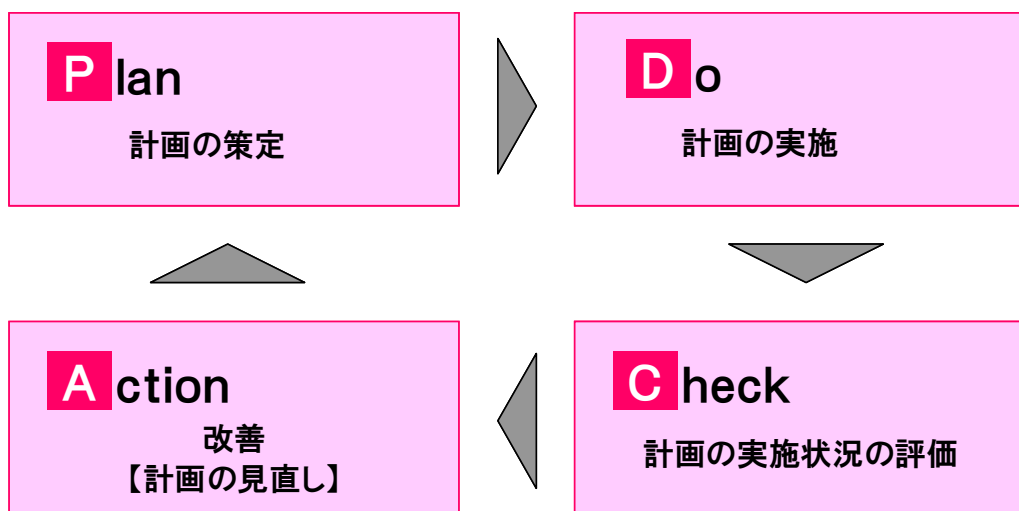 Plan
計画の策定
Do
計画の実施
Action
改善
【計画の見直し】
Check
計画の実施状況の評価